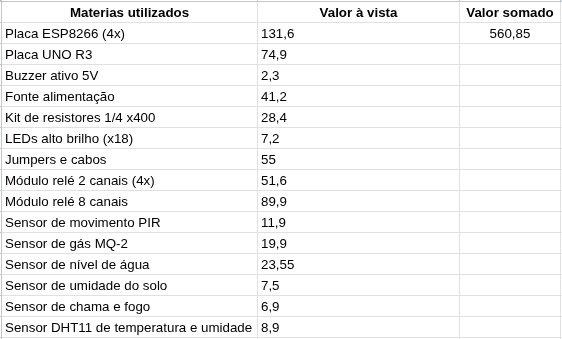 Materias utilizados Valor à vista Valor somado
Placa ESP8266 (4x) 131,6 560,85
Placa UNO R3 74,9
Buzzer ativo 5V 2,3
Fonte alimentação 41,2
Kit de resistores 1/4 x400 28,4
LEDs alto brilho (x18) 7,2
Jumpers e cabos 55
Módulo relé 2 canais (4x) 51,6
Módulo relé 8 canais 89,9
Sensor de movimento PIR 11,9
Sensor de gás MQ-2 19,9
Sensor de nível de água 23,55
Sensor de umidade do solo 7,5
Sensor de chama e fogo 6,9
Sensor DHT11 de temperatura e umidade 8,9